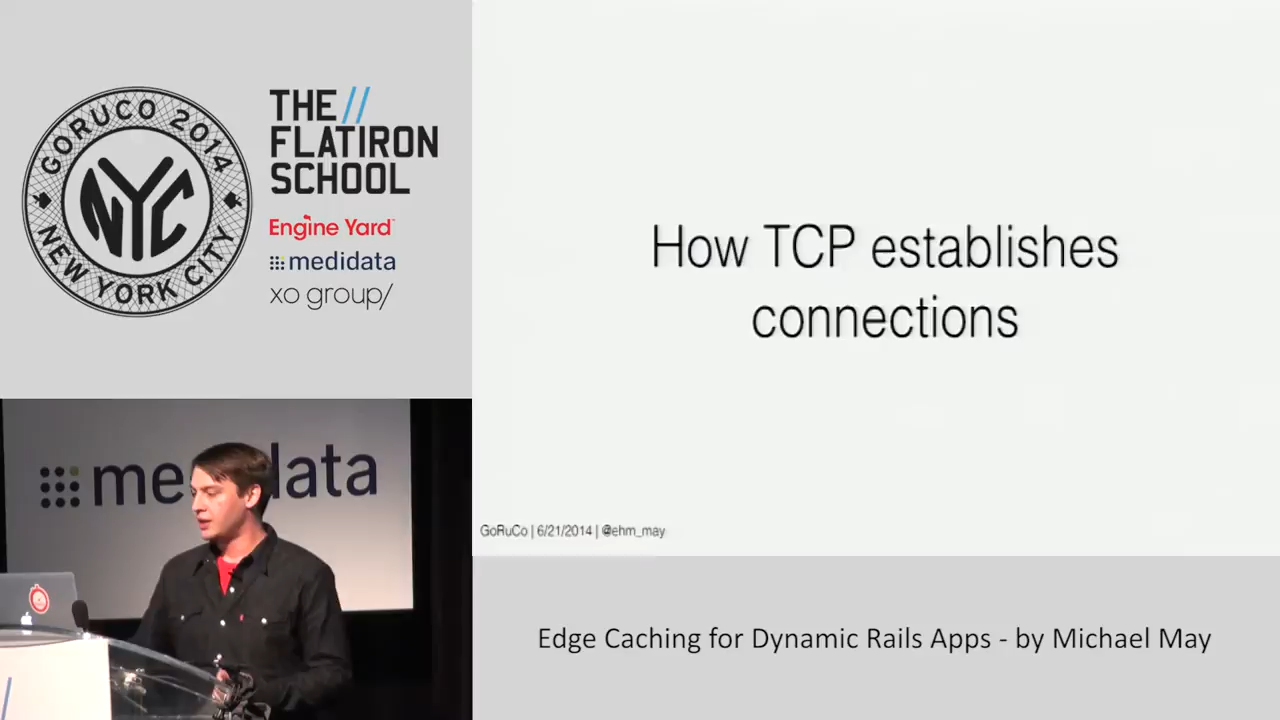 GORUCO 2014
NYC
NEW YORK CITY
THE //
FLATIRON
SCHOOL
Engine Yard
medidata
xo group/
How TCP establishes
connections
GoRuCo | 6/21/2014 | @ehm_may
Edge Caching for Dynamic Rails Apps - by Michael May